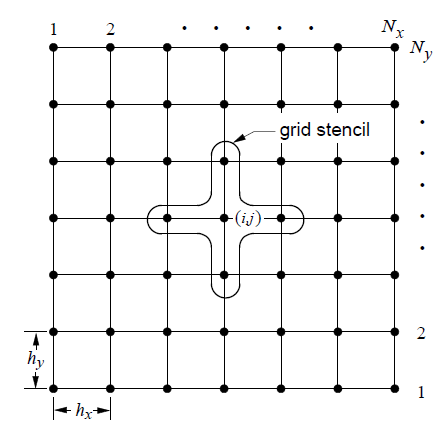 1 2 . . . . . N_x
N_y
grid stencil
(i,j)
2
h_y
1
h_x